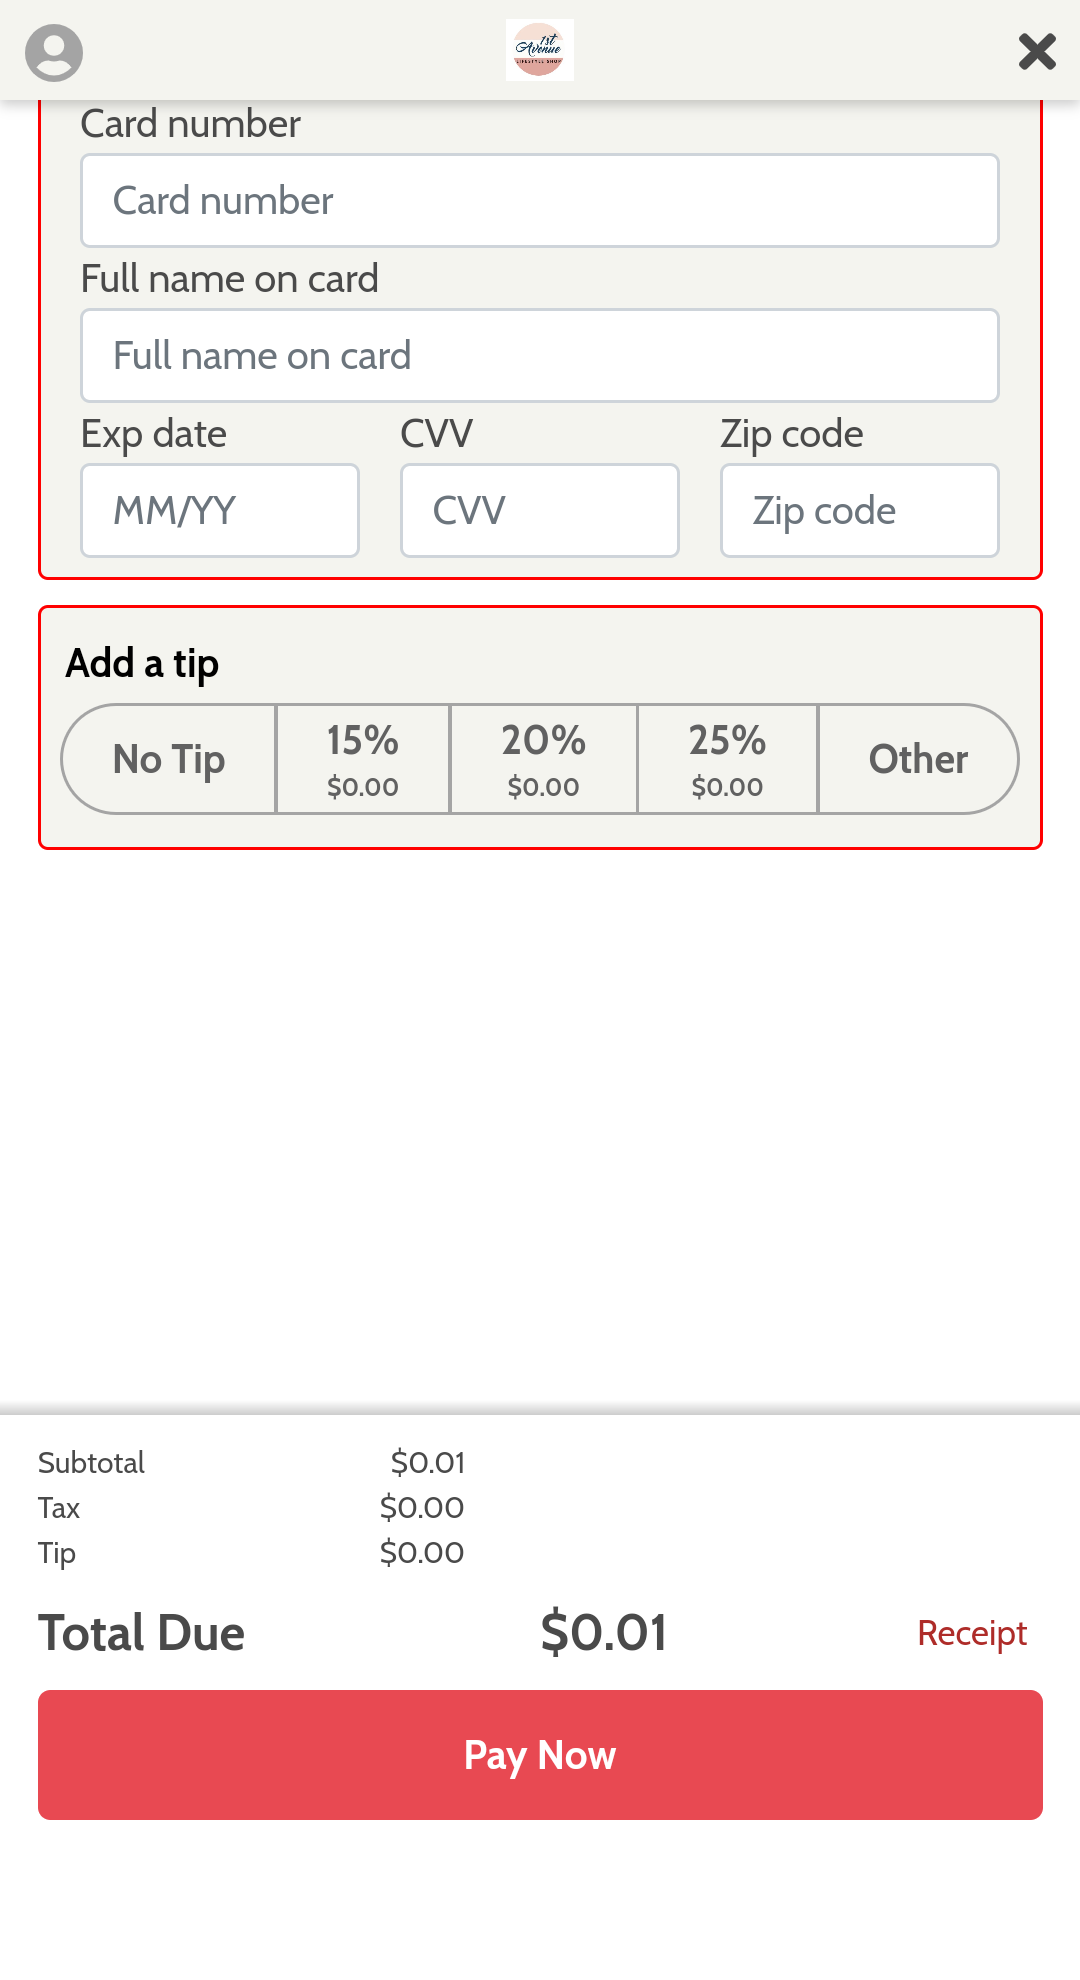 1st
Avenue
LIFESTYLE SHOP
Card number
Card number
Full name on card
Full name on card
Exp date CVV Zip code
MM/YY CVV Zip code
Add a tip
No Tip 15% 20% 25% Other
$0.00 $0.00 $0.00
Subtotal $0.01
Tax $0.00
Tip $0.00
Total Due $0.01 Receipt
Pay Now